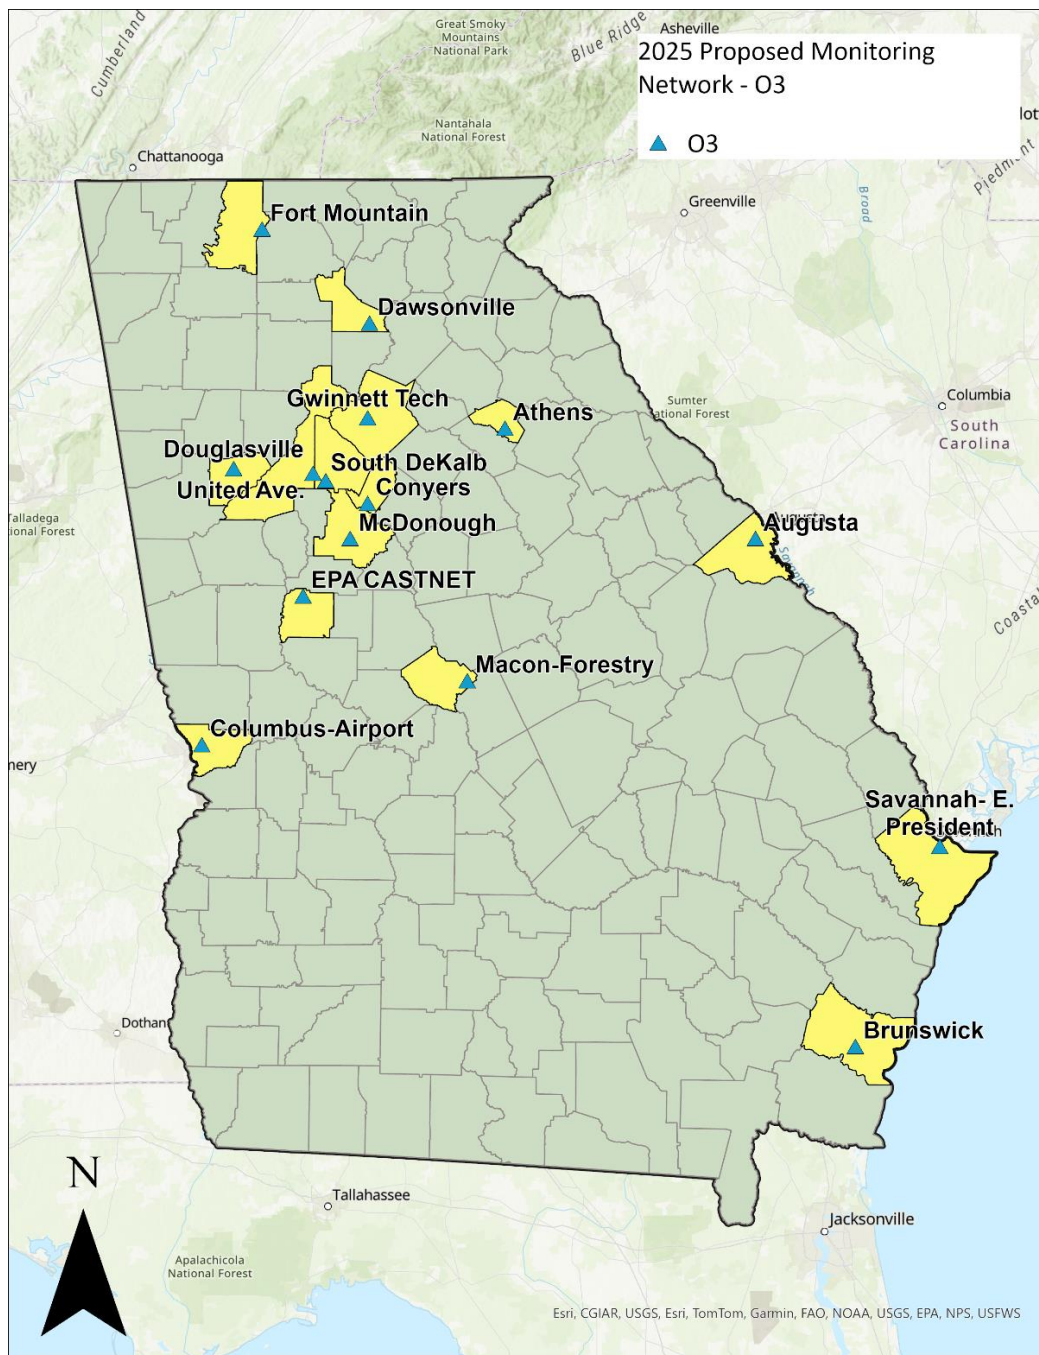 Cumberland
Great Smoky
Mountains
National Park
Blue Ridge
Asheville
2025 Proposed Monitoring
Network - O3
O3
Nantahala
National Forest
Chattanooga
Piedmont
Greenville
Broad
Fort Mountain
Dawsonville
Gwinnett Tech
Athens
Sumter
National Forest
Columbia
South
Carolina
Douglasville
South DeKalb
United Ave.
Conyers
McDonough
Talladega
Augusta
Savannah
EPA CASTNET
Macon-Forestry
Columbus-Airport
Savannah- E.
President
Dothan
Brunswick
N
Tallahassee
Jacksonville
Apalachicola
National Forest
Esri, CGIAR, USGS, Esri, TomTom, Garmin, FAO, NOAA, USGS, EPA, NPS, USFWS